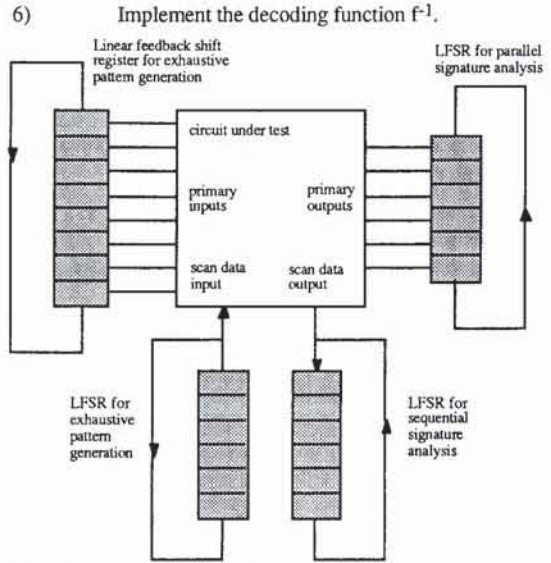 6) Implement the decoding function f-1.
Linear feedback shift
register for exhaustive
pattern generation
LFSR for parallel
signature analysis
circuit under test
primary
inputs
primary
outputs
scan data
input
scan data
output
LFSR for
exhaustive
pattern
generation
LFSR for
sequential
signature
analysis